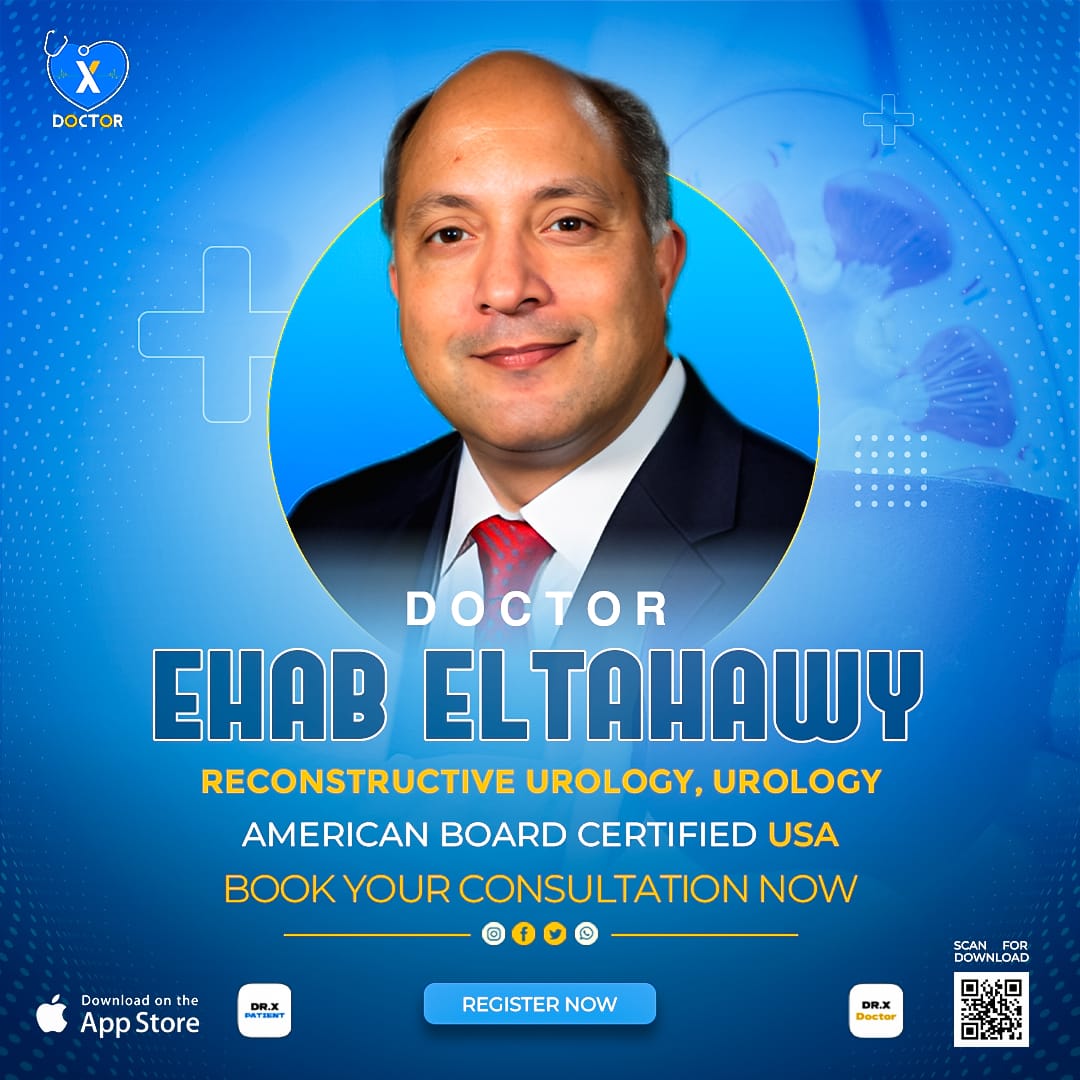 X
DOCTOR
DOCTOR
EHAB ELTAHAWY
RECONSTRUCTIVE UROLOGY, UROLOGY
AMERICAN BOARD CERTIFIED USA
BOOK YOUR CONSULTATION NOW
SCAN FOR
DOWNLOAD
Download on the
App Store
DR.X
PATIENT
REGISTER NOW
DR.X
Doctor